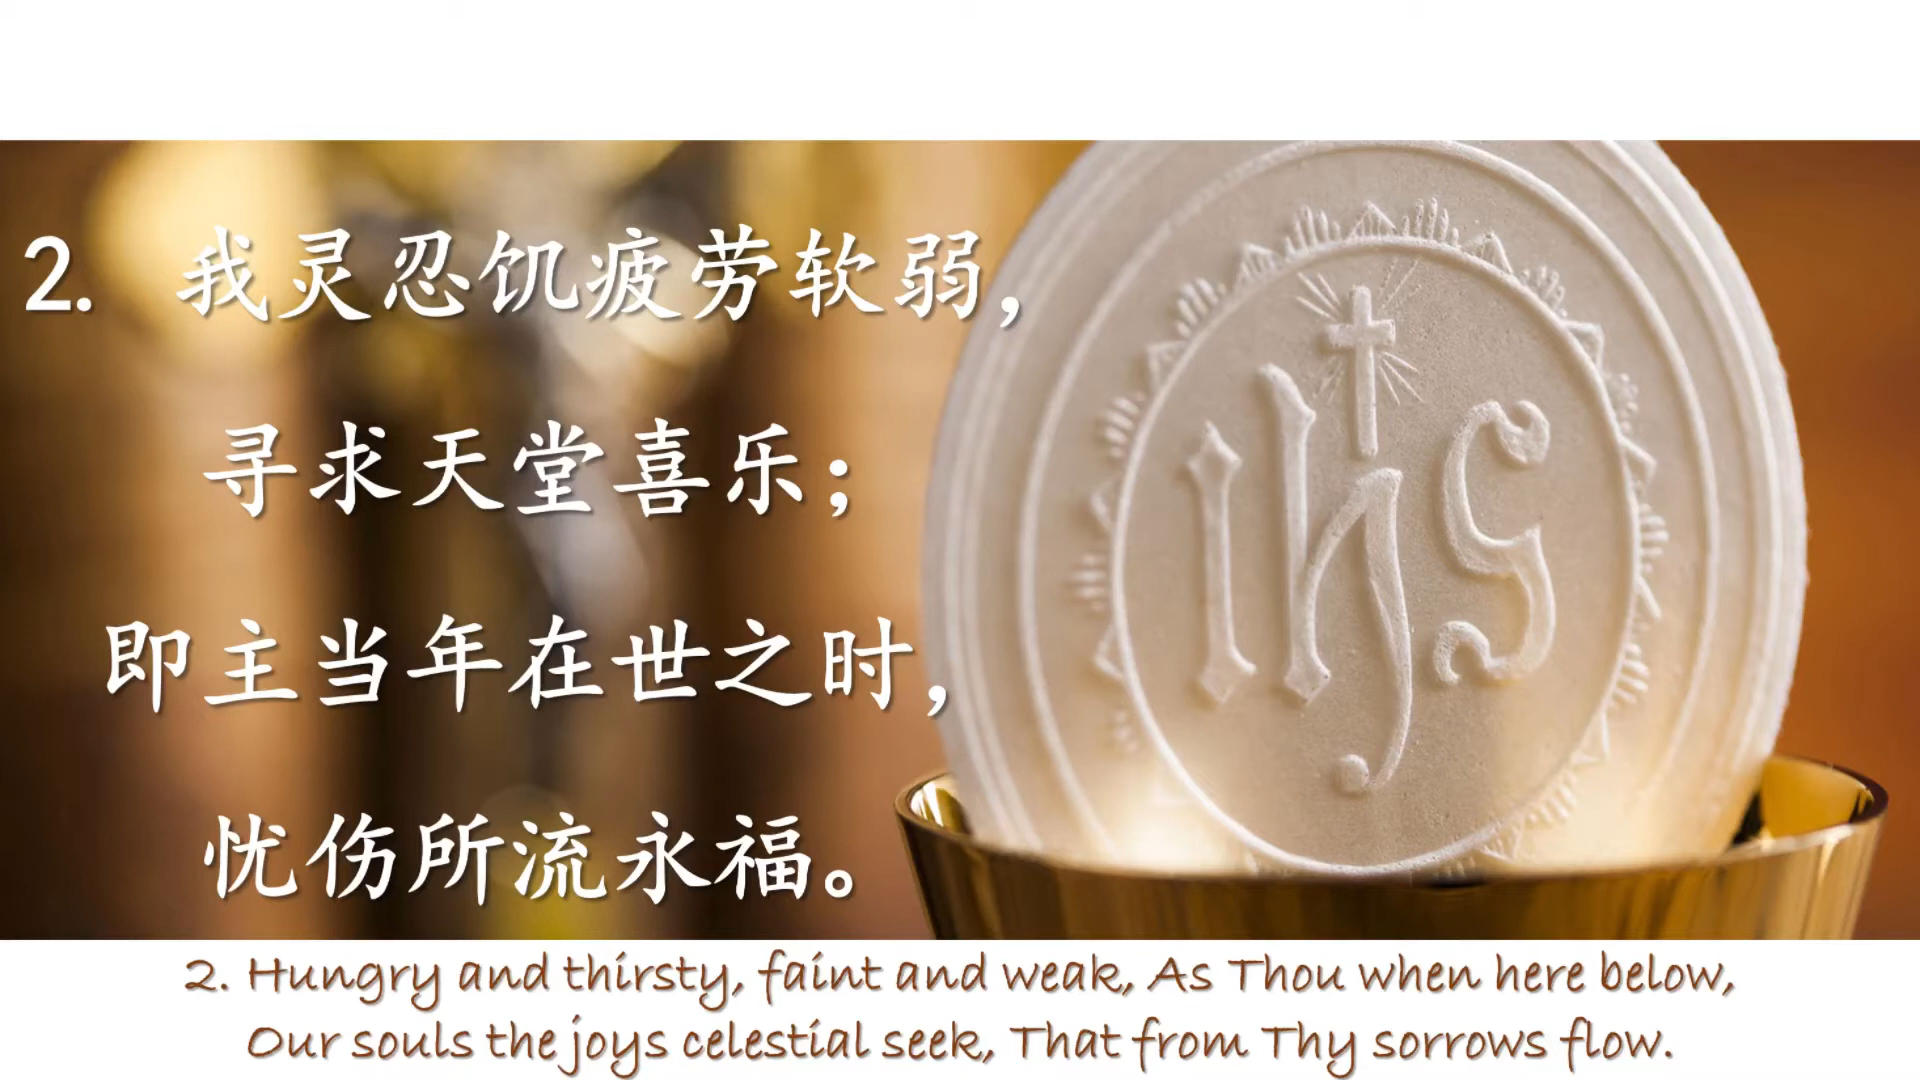 2. 我灵忍饥疲劳软弱，
寻求天堂喜乐；
即主当年在世之时，
忧伤所流永福。
ihs
2. Hungry and thirsty, faint and weak, As Thou when here below,
Our souls the joys celestial seek, That from Thy sorrows flow.